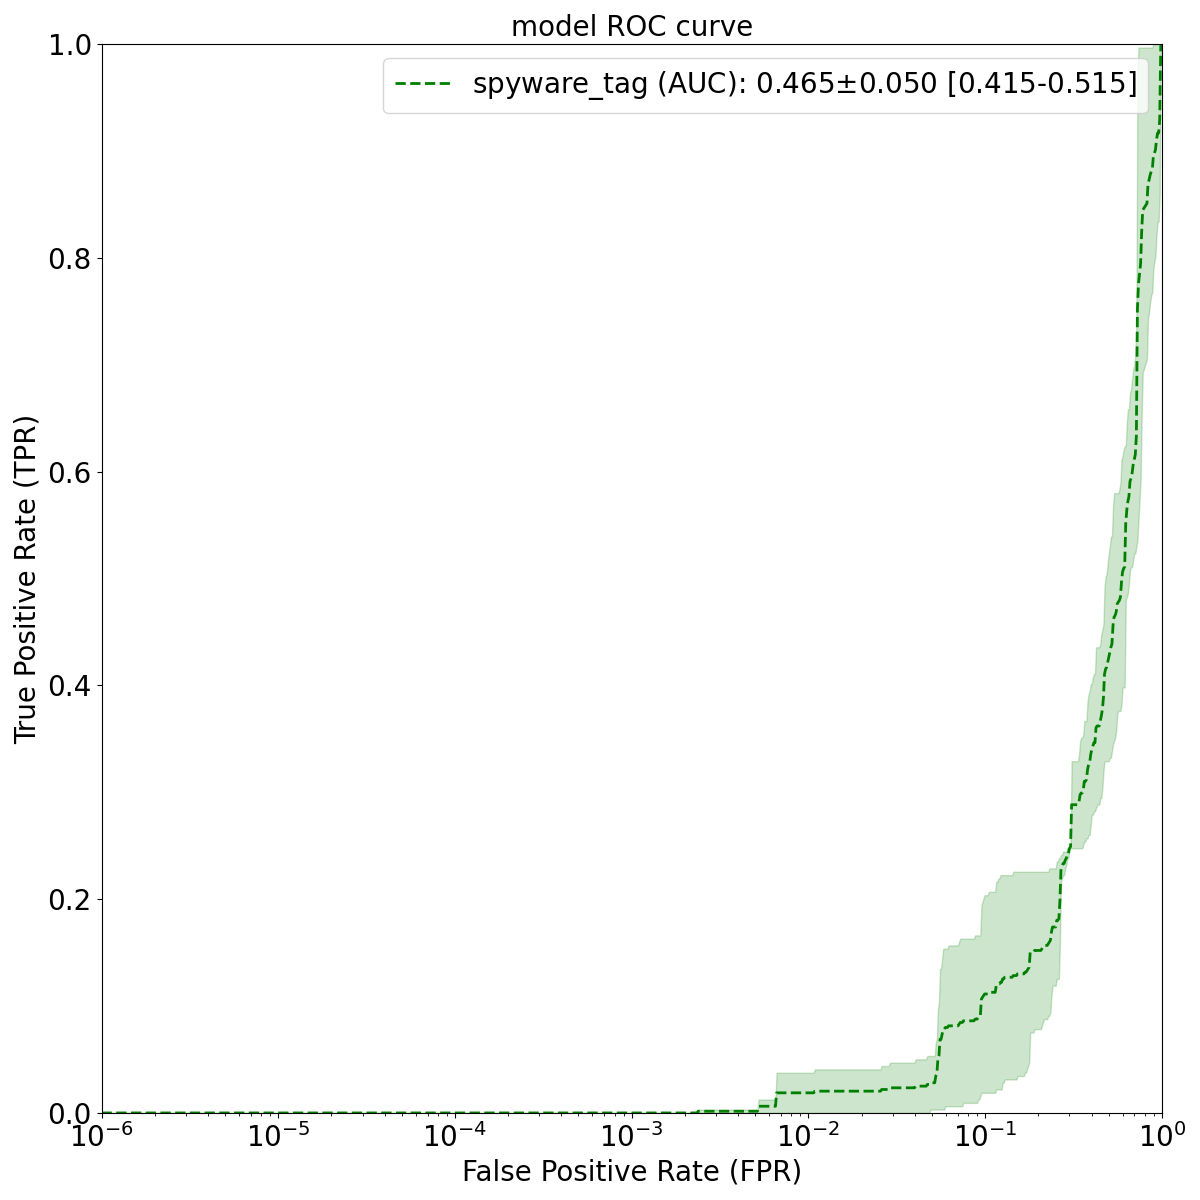 model ROC curve
spyware_tag (AUC): 0.465±0.050 [0.415-0.515]
1.0
0.8
0.6
0.4
0.2
0.0
True Positive Rate (TPR)
10⁻⁶ 10⁻⁵ 10⁻⁴ 10⁻³ 10⁻² 10⁻¹ 10⁰
False Positive Rate (FPR)